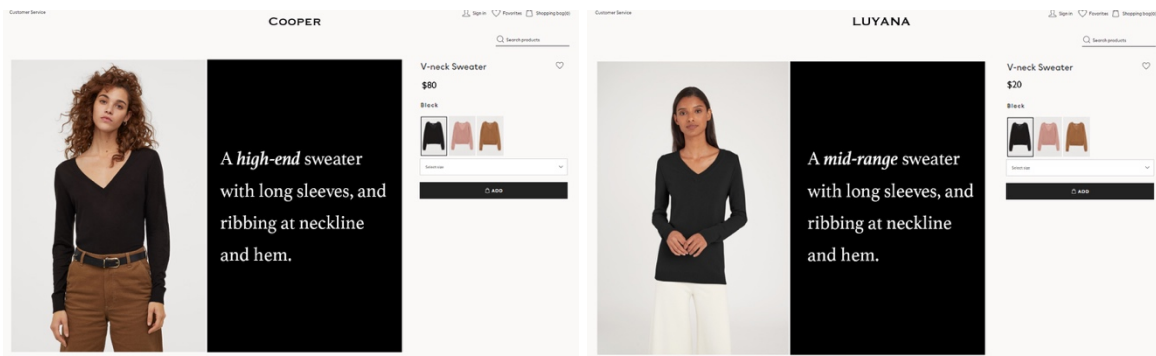 Customer Service
Sign in Favorites Shopping bag(0)
COOPER
Search products
V-neck Sweater
$80
Black
Select size
ADD
A high-end sweater
with long sleeves, and
ribbing at neckline
and hem.
Customer Service
Sign in Favorites Shopping bag(0)
LUYANA
Search products
V-neck Sweater
$20
Black
Select size
ADD
A mid-range sweater
with long sleeves, and
ribbing at neckline
and hem.